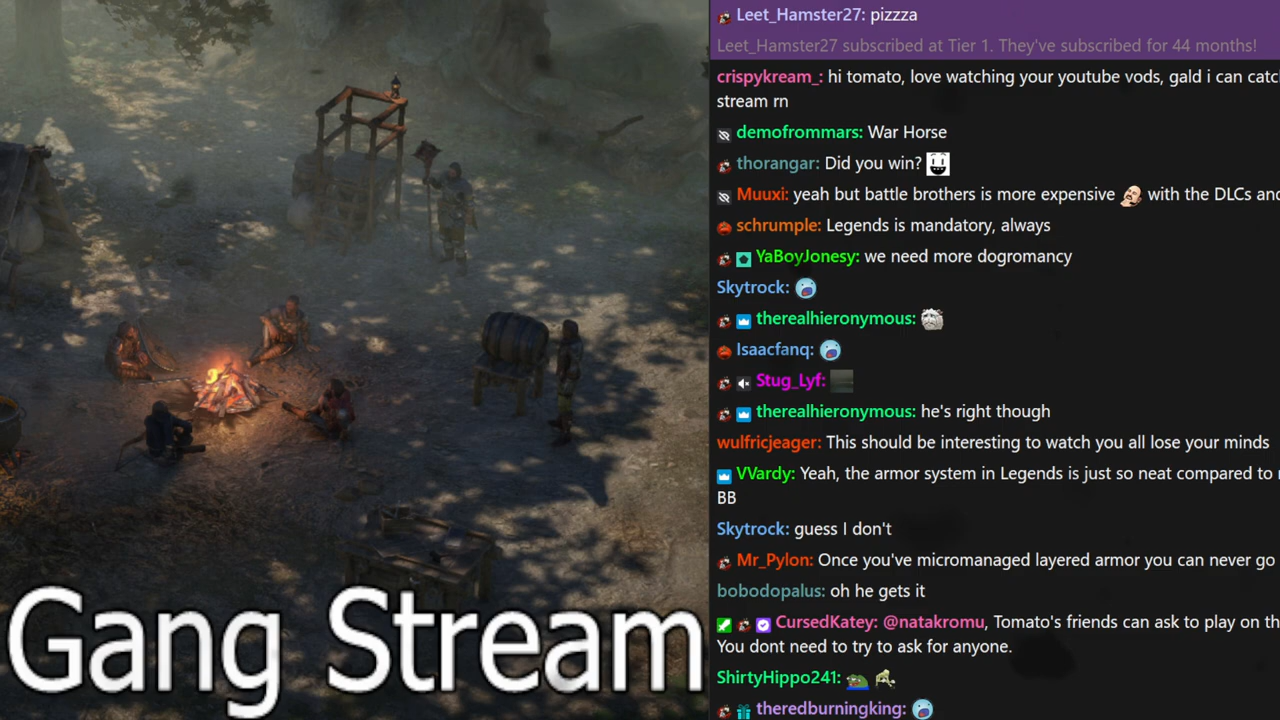 Leet_Hamster27: pizzza
Leet_Hamster27 subscribed at Tier 1. They've subscribed for 44 months!
crispykream_: hi tomato, love watching your youtube vods, gald i can catc
stream rn
demofrommars: War Horse
thorangar: Did you win?
Muuxi: yeah but battle brothers is more expensive with the DLCs and
schrumple: Legends is mandatory, always
YaBoyJonesy: we need more dogromancy
Skytrock:
therealhieronymous:
Isaacfanq:
Stug_Lyf:
therealhieronymous: he's right though
wulfricjeager: This should be interesting to watch you all lose your minds
VVardy: Yeah, the armor system in Legends is just so neat compared to
BB
Skytrock: guess I don't
Mr_Pylon: Once you've micromanaged layered armor you can never go
bobodopalus: oh he gets it
CursedKatey: @natakromu, Tomato's friends can ask to play on th
You dont need to try to ask for anyone.
ShirtyHippo241:
theredburningking:
Gang Stream